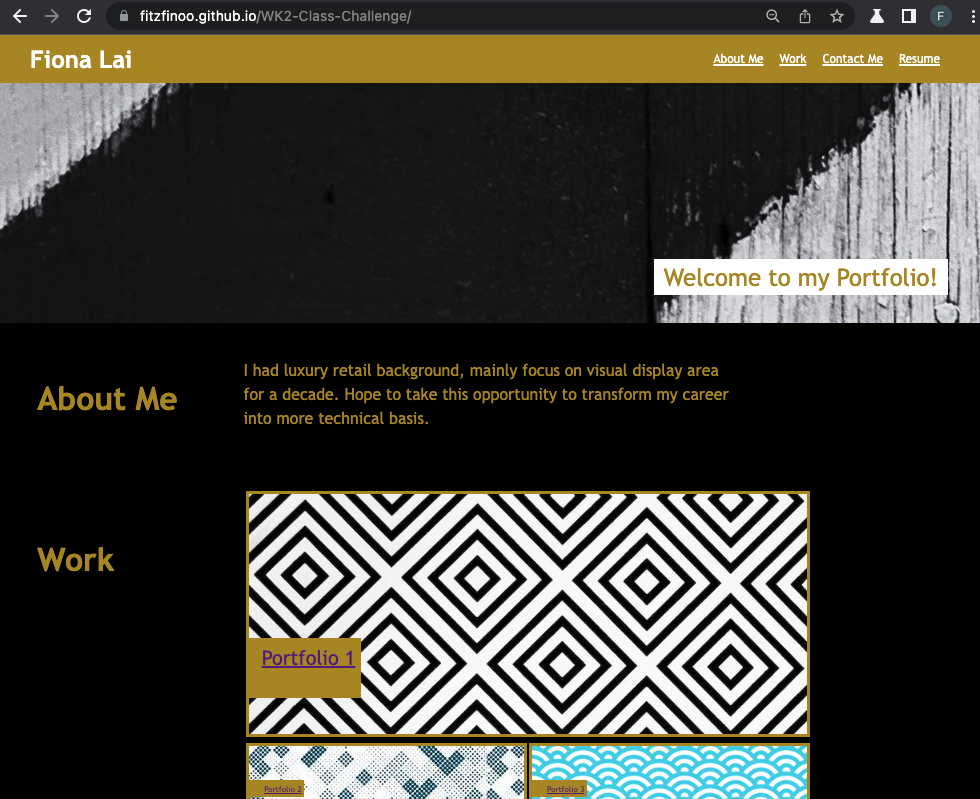 fitzfinoo.github.io/WK2-Class-Challenge/
F
Fiona Lai
About Me Work Contact Me Resume
Welcome to my Portfolio!
About Me
I had luxury retail background, mainly focus on visual display area
for a decade. Hope to take this opportunity to transform my career
into more technical basis.
Work
Portfolio 1
Portfolio 2
Portfolio 3